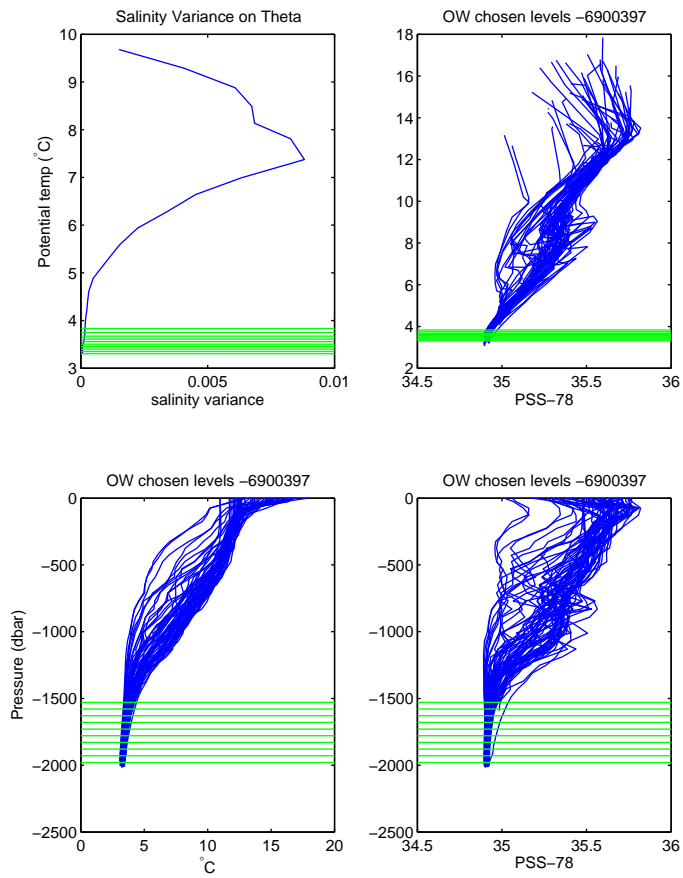 Salinity Variance on Theta
10
9
8
7
6
5
4
3
Potential temp (°C)
0 0.005 0.01
salinity variance
OW chosen levels −6900397
18
16
14
12
10
8
6
4
2
34.5 35 35.5 36
PSS−78
OW chosen levels −6900397
0
−500
−1000
−1500
−2000
−2500
Pressure (dbar)
0 5 10 15 20
°C
OW chosen levels −6900397
0
−500
−1000
−1500
−2000
−2500
34.5 35 35.5 36
PSS−78